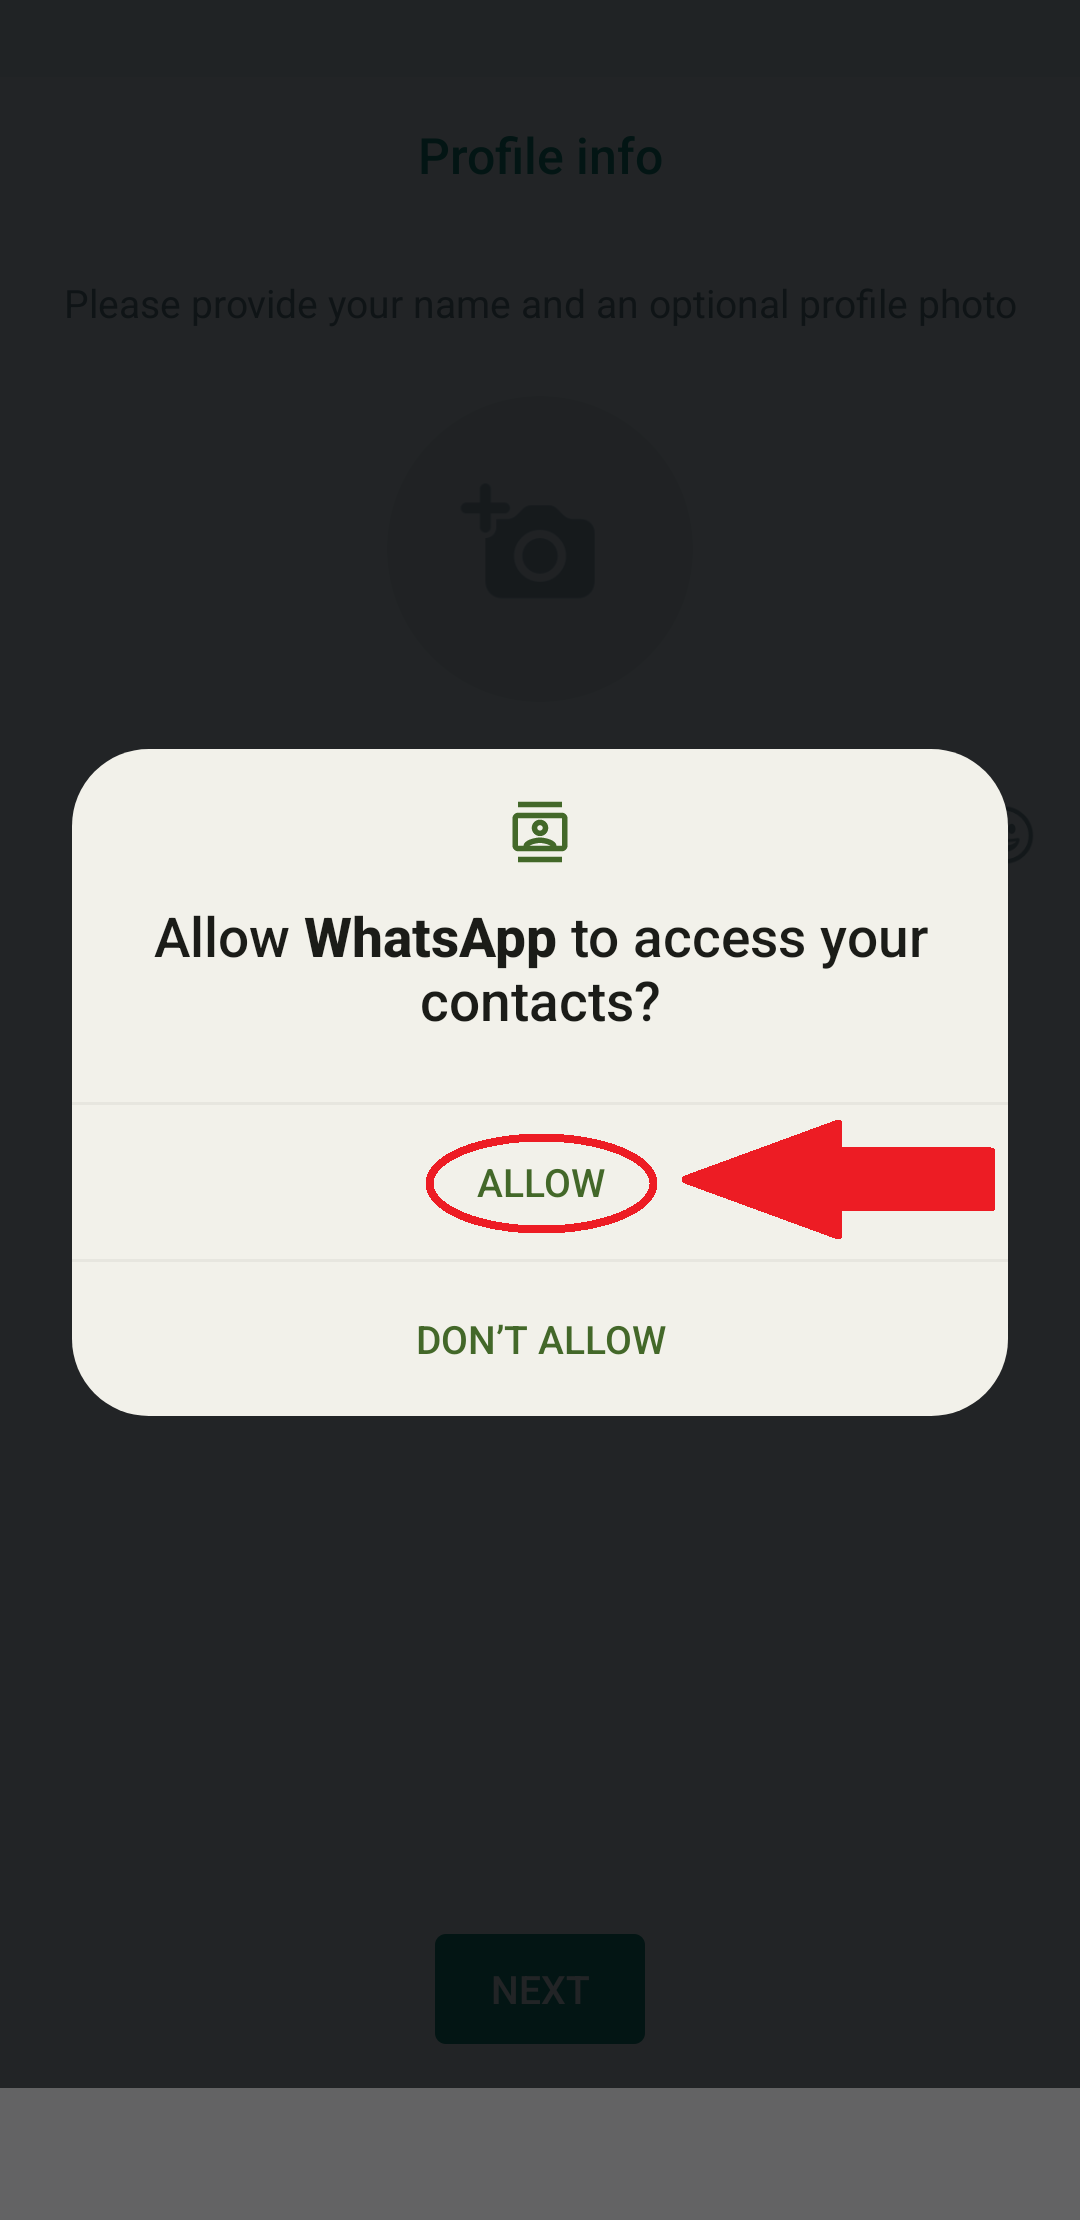 Profile info
Please provide your name and an optional profile photo
Allow WhatsApp to access your
contacts?
ALLOW
DON’T ALLOW
NEXT